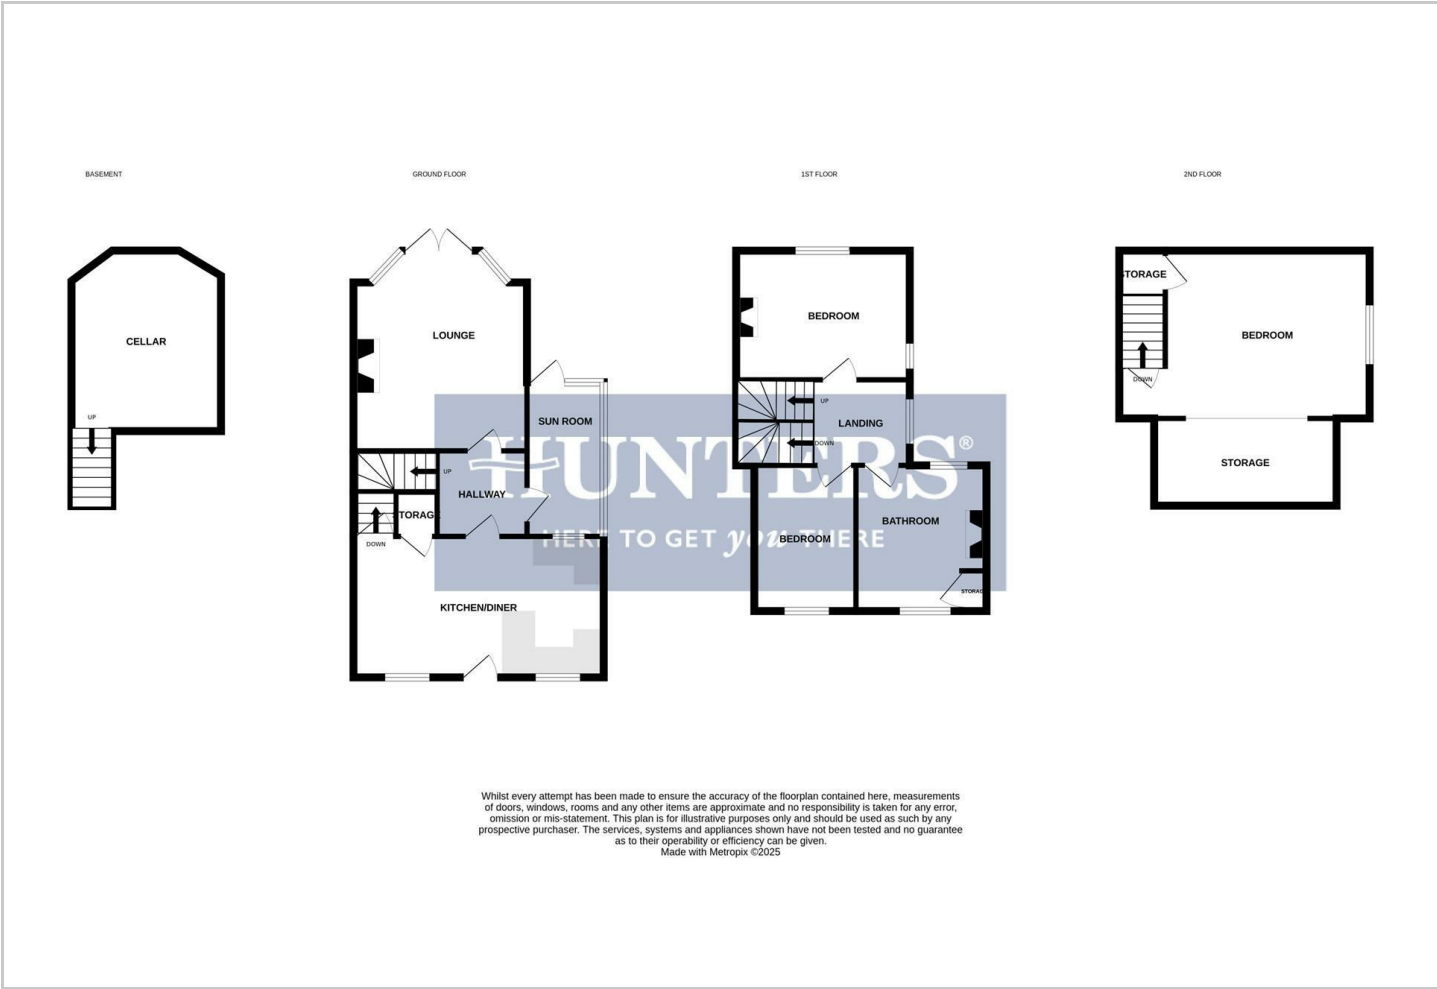 BASEMENT
GROUND FLOOR
1ST FLOOR
2ND FLOOR
CELLAR
UP
LOUNGE
SUN ROOM
UP
HALLWAY
TORAG
DOWN
KITCHEN/DINER
BEDROOM
UP
LANDING
DOWN
BEDROOM
BATHROOM
STORAG
STORAGE
BEDROOM
DOWN
STORAGE
HUNTERS®
HERE TO GET you THERE
Whilst every attempt has been made to ensure the accuracy of the floorplan contained here, measurements
of doors, windows, rooms and any other items are approximate and no responsibility is taken for any error,
omission or mis-statement. This plan is for illustrative purposes only and should be used as such by any
prospective purchaser. The services, systems and appliances shown have not been tested and no guarantee
as to their operability or efficiency can be given.
Made with Metropix ©2025